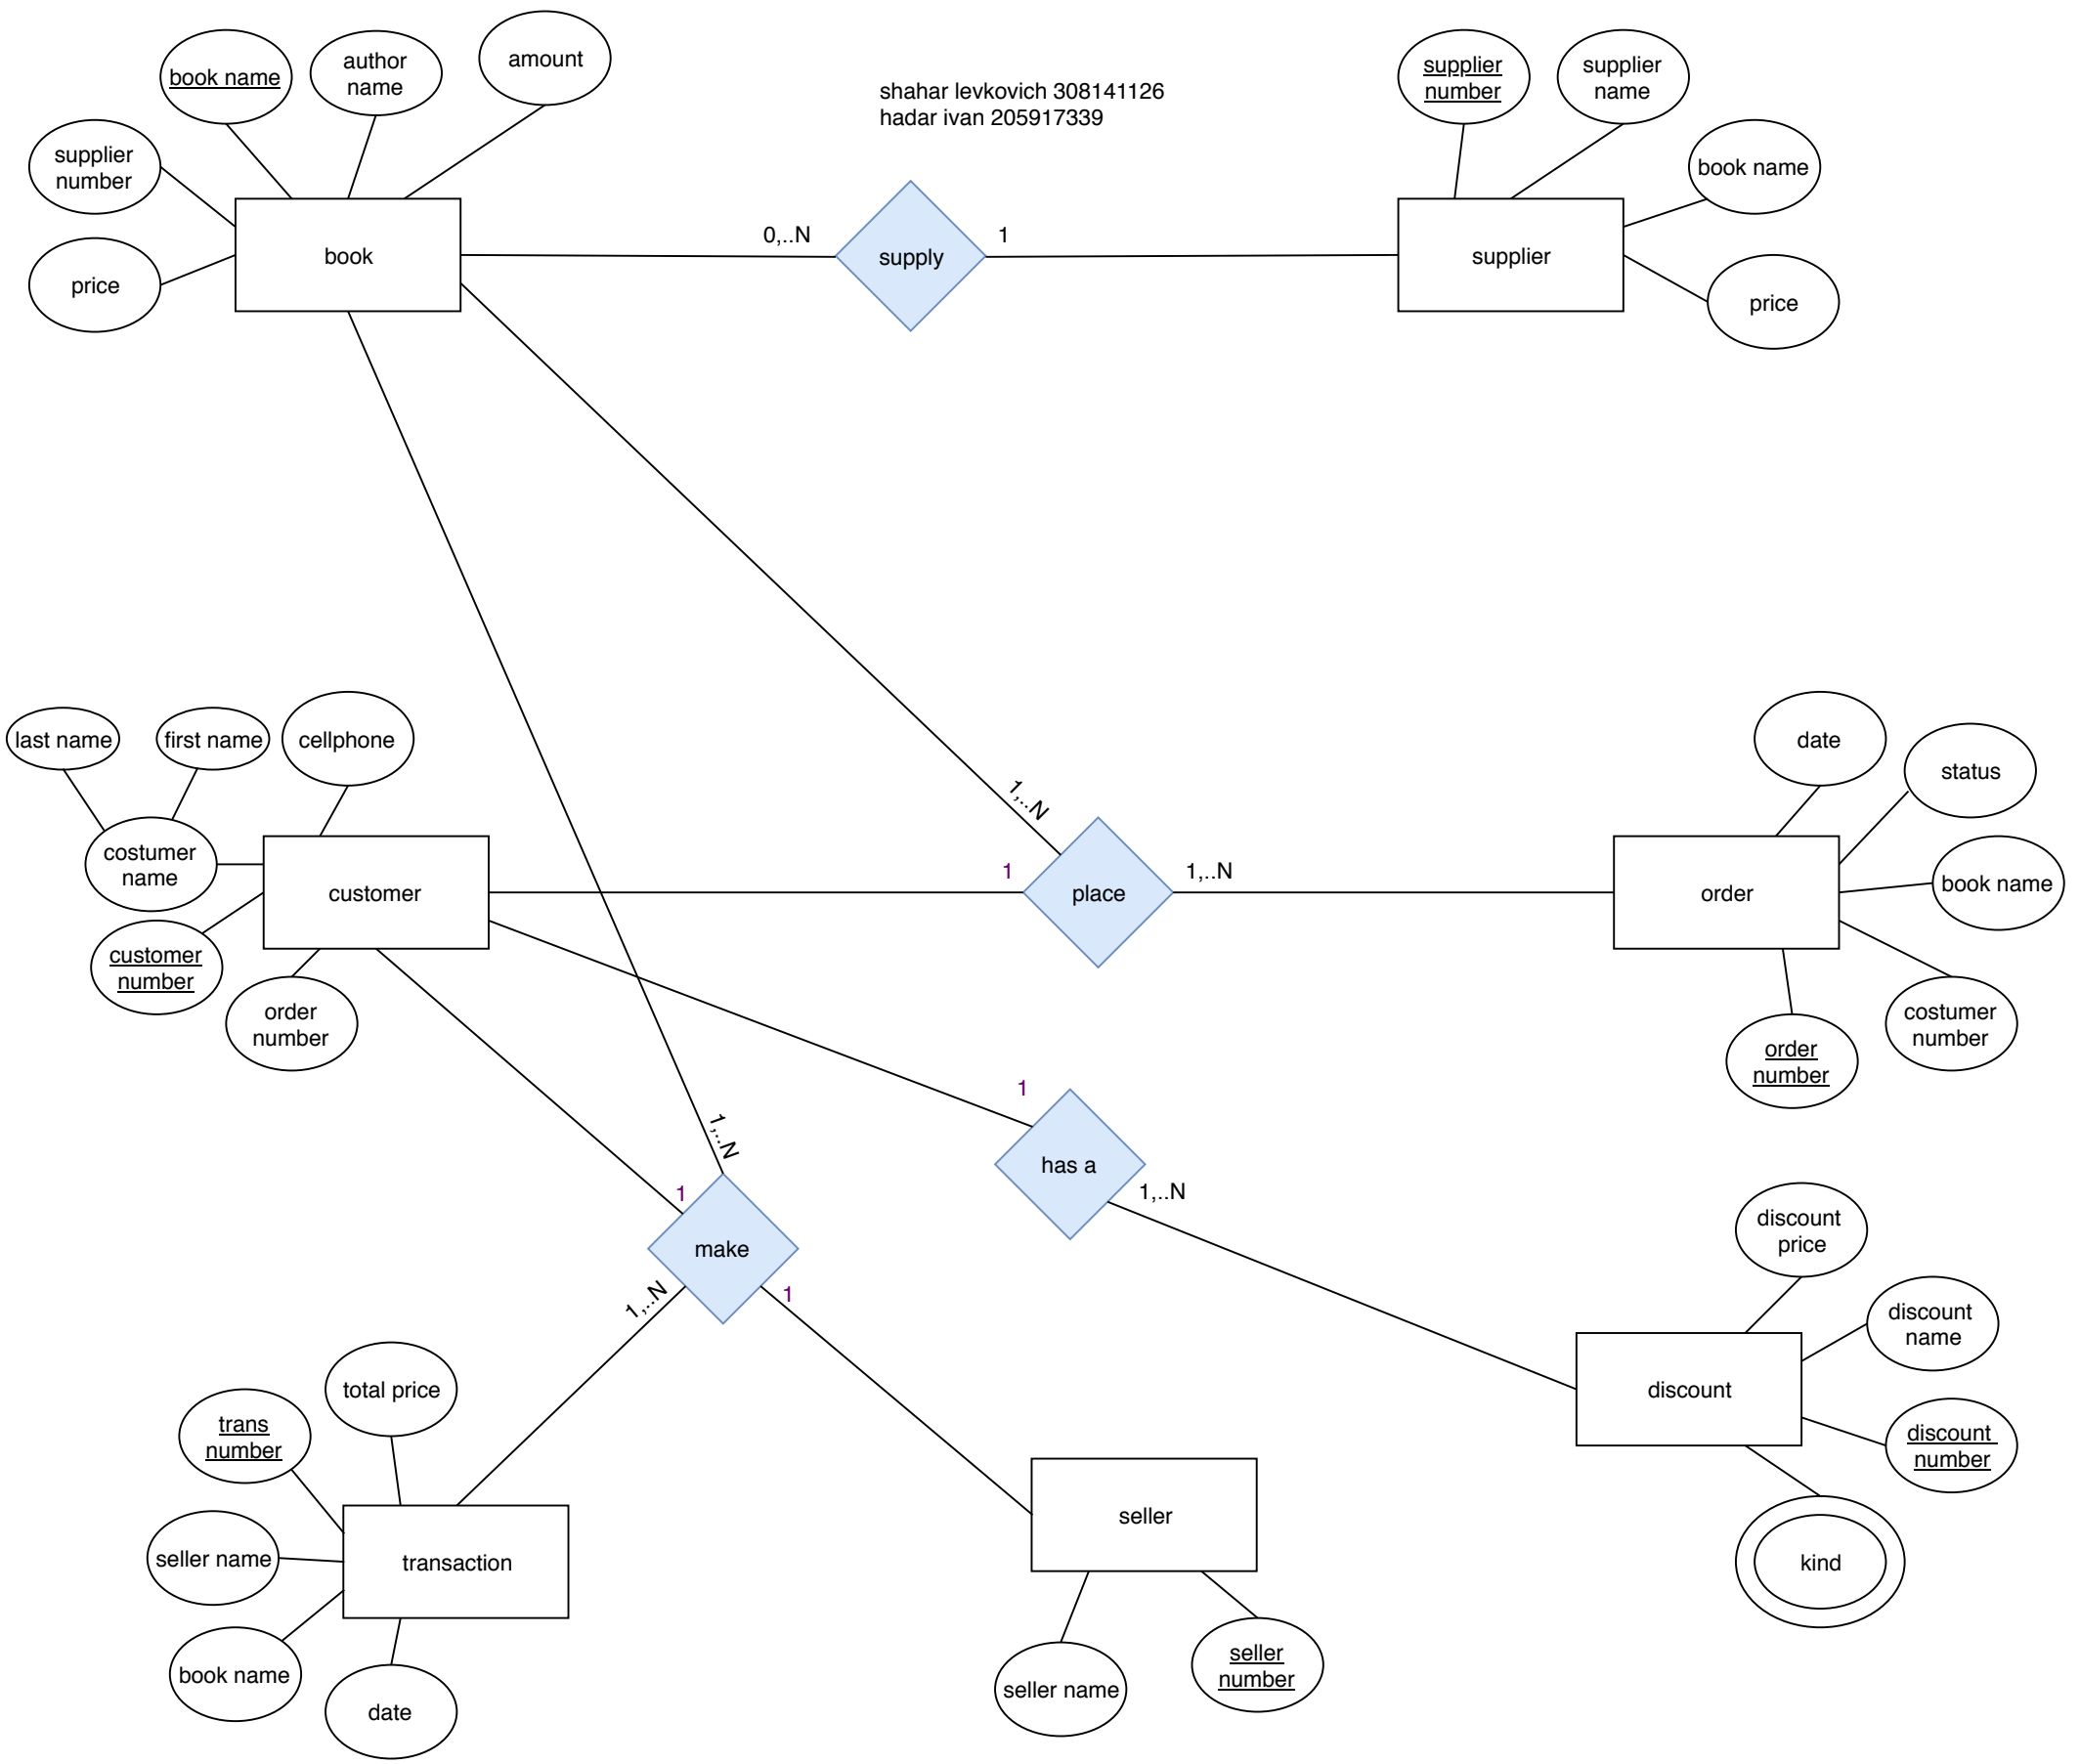 book name
author
name
amount
shahar levkovich 308141126
hadar ivan 205917339
supplier
number
supplier
name
supplier
number
book name
price
book
0,..N
supply
1
supplier
price
last name
first name
cellphone
date
status
1,..N
costumer
name
customer
1
place
1,..N
order
book name
customer
number
order
number
costumer
number
order
number
1
1,..N
has a
1,..N
1
make
discount
price
1,..N
1
discount
name
total price
discount
trans
number
discount
number
seller
seller name
transaction
kind
book name
date
seller name
seller
number